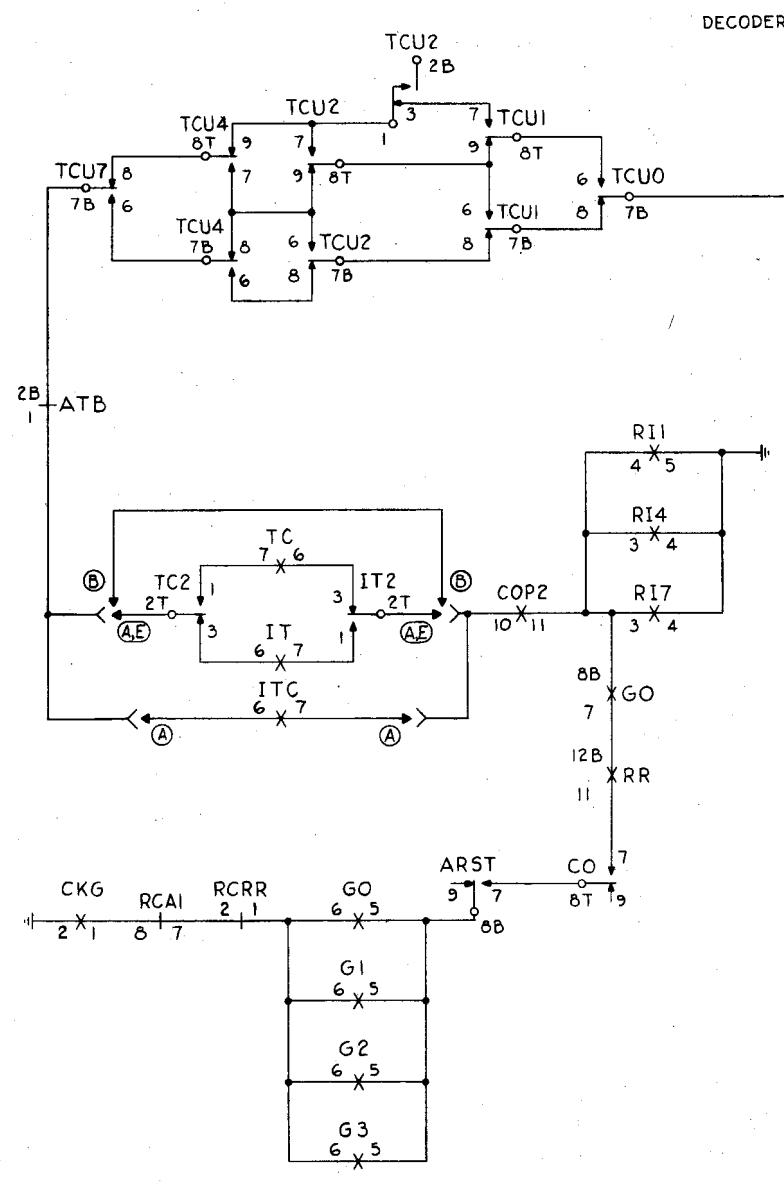 DECODER
TCU2
2B
TCU2
3
7
TCU1
TCU4
8T
9
7
1
9
8T
TCU7
8
7
9
8T
6
TCU0
7B
6
TCU4
6
TCU2
6
TCU1
8
7B
7B
8
8
7B
8
7B
6
2B
ATB
1
RI1
4 5
TC
RI4
7 6
3 4
B
TC2
1
IT2
B
COP2
2T
3
2T
RI7
A,E
3
IT
1
A,E
10 11
3 4
6 7
ITC
8B
6 7
GO
7
A
A
12B
RR
11
ARST
CO
7
CKG
RCA1
RCRR
GO
9
7
8T
9
2 1
8 7
2 1
6 5
8B
G1
6 5
G2
6 5
G3
6 5